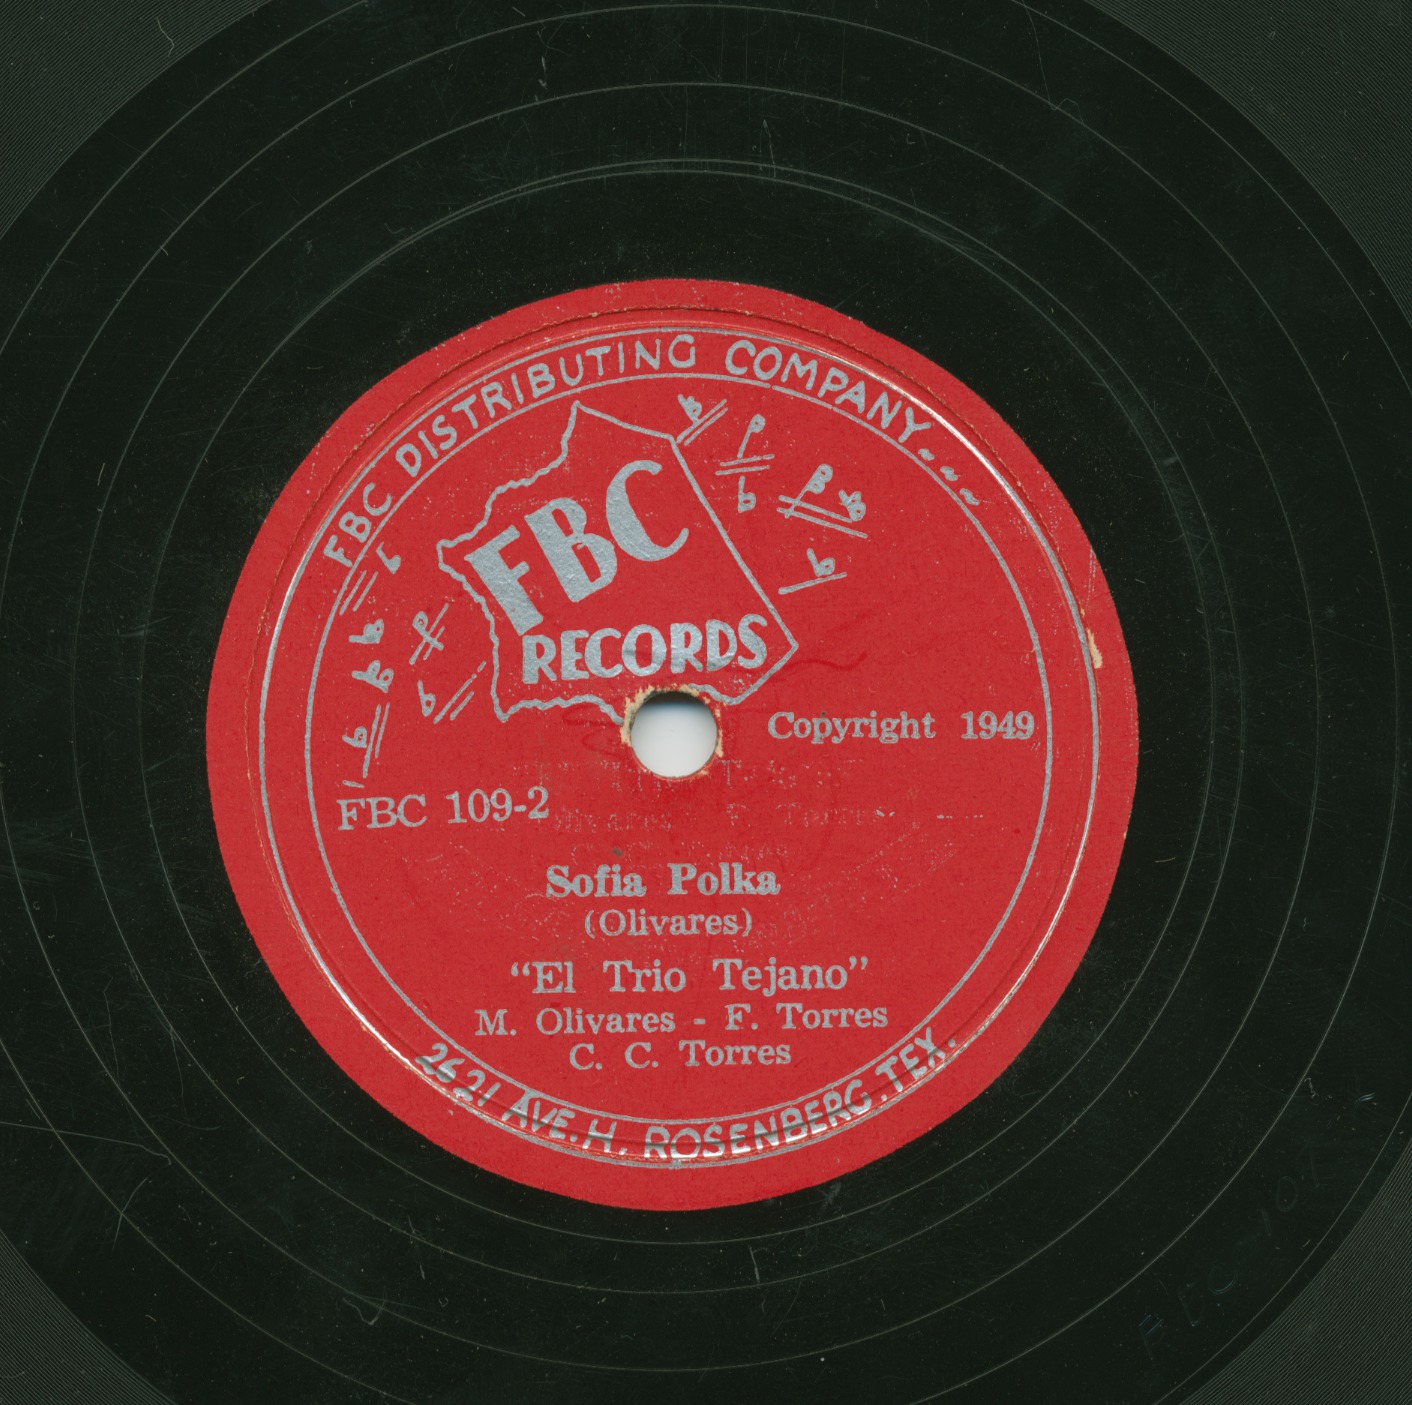 FBC DISTRIBUTING COMPANY...
FBC
RECORDS
Copyright 1949
FBC 109-2
Sofia Polka
(Olivares)
"El Trio Tejano"
M. Olivares - F. Torres
C. C. Torres
2621 AVE. H. ROSENBERG, TEX.